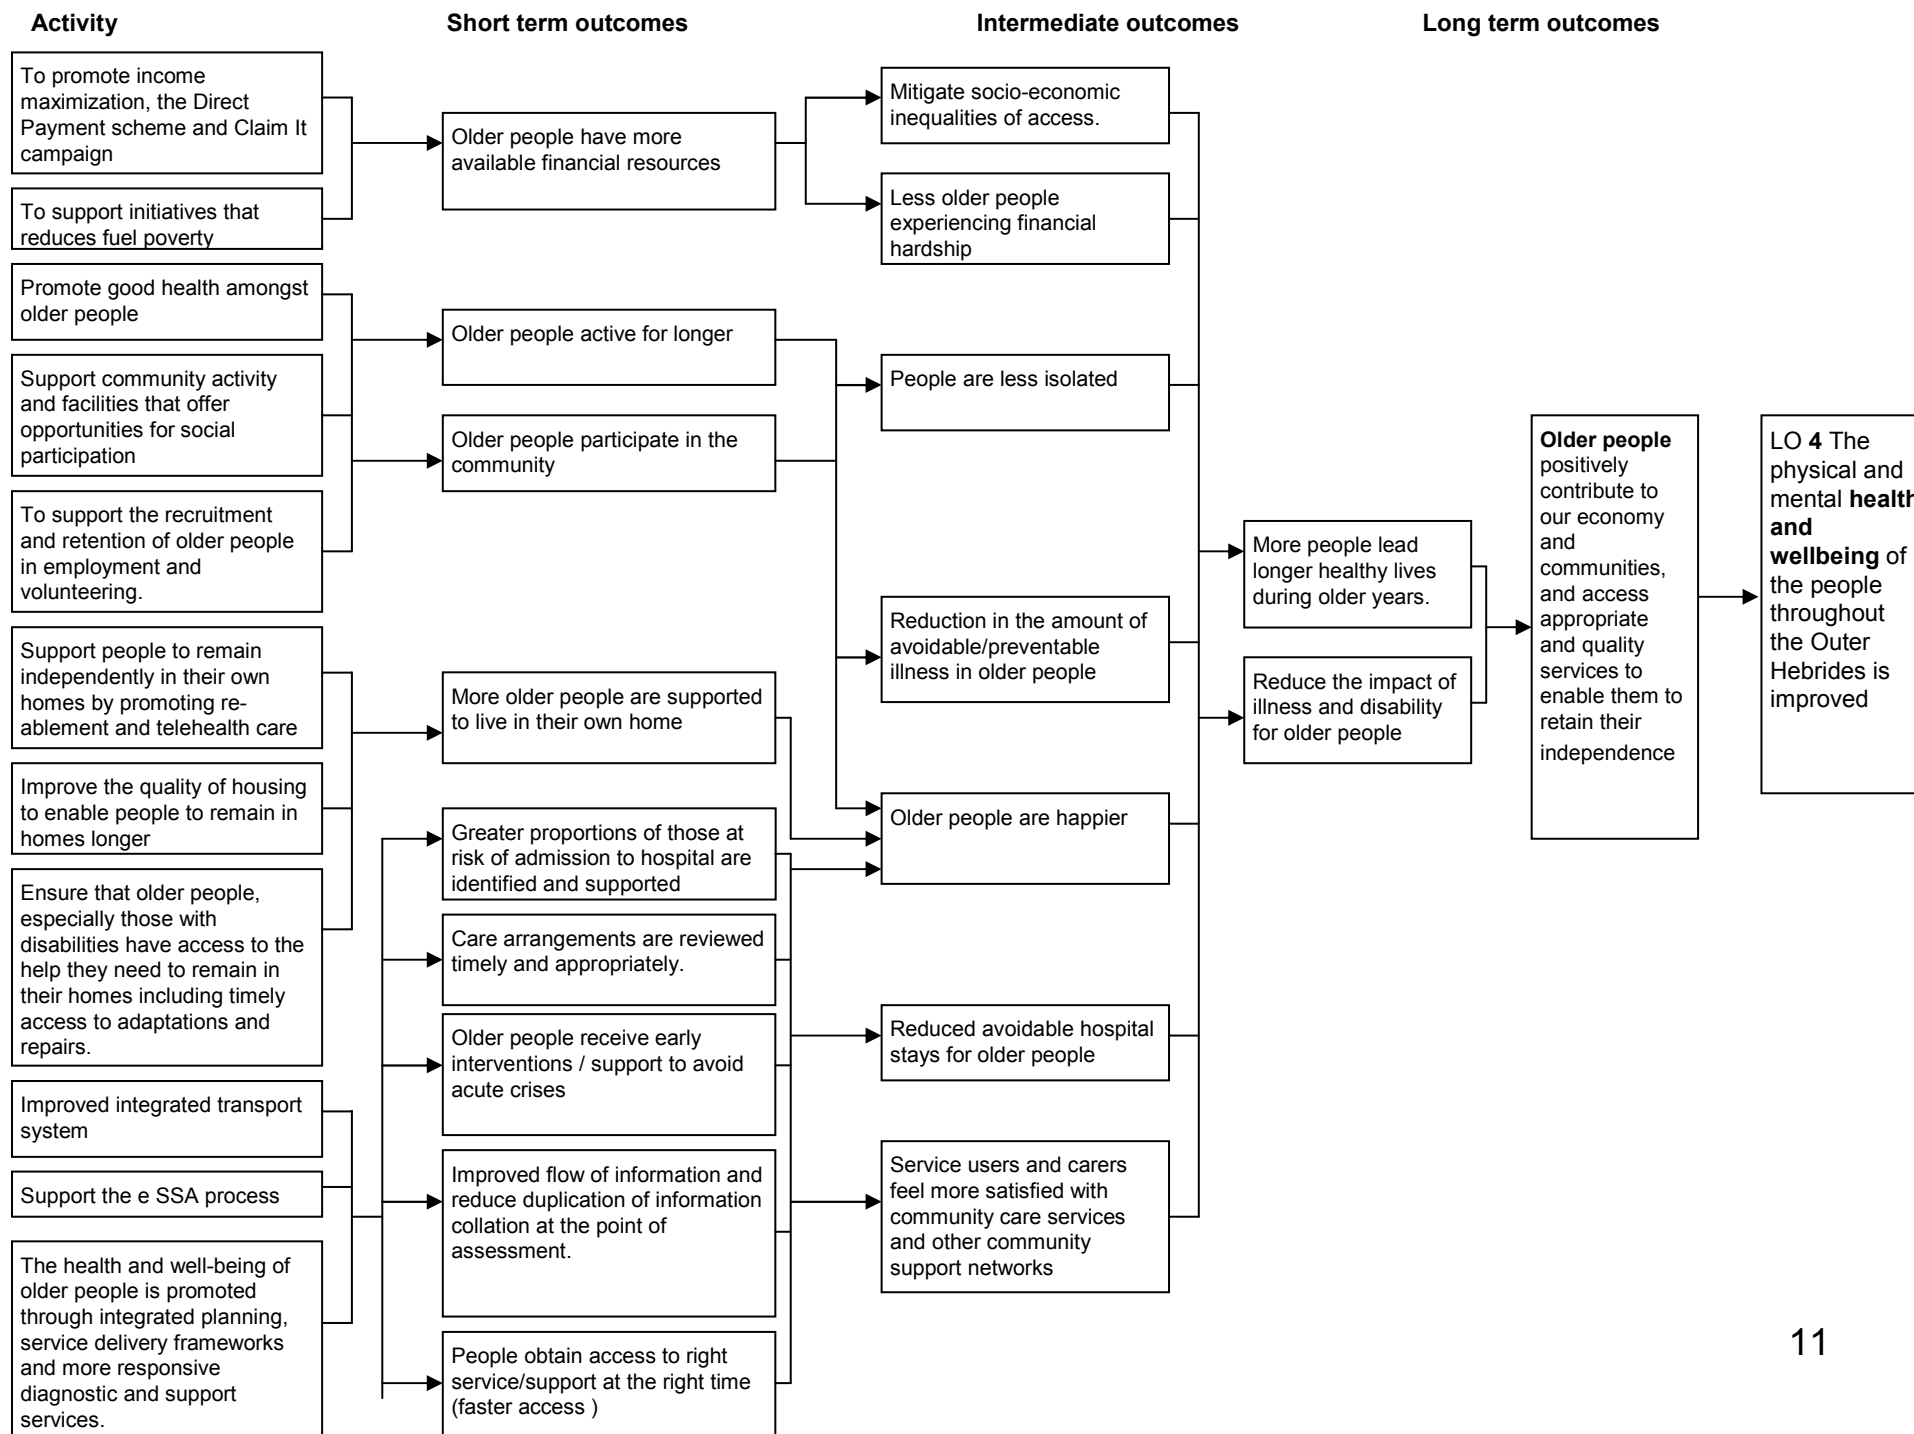 Activity
Short term outcomes
Intermediate outcomes
Long term outcomes
To promote income
maximization, the Direct
Payment scheme and Claim It
campaign
To support initiatives that
reduces fuel poverty
Promote good health amongst
older people
Support community activity
and facilities that offer
opportunities for social
participation
To support the recruitment
and retention of older people
in employment and
volunteering.
Support people to remain
independently in their own
homes by promoting re-
ablement and telehealth care
Improve the quality of housing
to enable people to remain in
homes longer
Ensure that older people,
especially those with
disabilities have access to the
help they need to remain in
their homes including timely
access to adaptations and
repairs.
Improved integrated transport
system
Support the e SSA process
The health and well-being of
older people is promoted
through integrated planning,
service delivery frameworks
and more responsive
diagnostic and support
services.
Older people have more
available financial resources
Older people active for longer
Older people participate in the
community
More older people are supported
to live in their own home
Greater proportions of those at
risk of admission to hospital are
identified and supported
Care arrangements are reviewed
timely and appropriately.
Older people receive early
interventions / support to avoid
acute crises
Improved flow of information and
reduce duplication of information
collation at the point of
assessment.
People obtain access to right
service/support at the right time
(faster access )
Mitigate socio-economic
inequalities of access.
Less older people
experiencing financial
hardship
People are less isolated
Reduction in the amount of
avoidable/preventable
illness in older people
Older people are happier
Reduced avoidable hospital
stays for older people
Service users and carers
feel more satisfied with
community care services
and other community
support networks
More people lead
longer healthy lives
during older years.
Reduce the impact of
illness and disability
for older people
Older people
positively
contribute to
our economy
and
communities,
and access
appropriate
and quality
services to
enable them to
retain their
independence
LO 4 The
physical and
mental health
and
wellbeing of
the people
throughout
the Outer
Hebrides is
improved
11